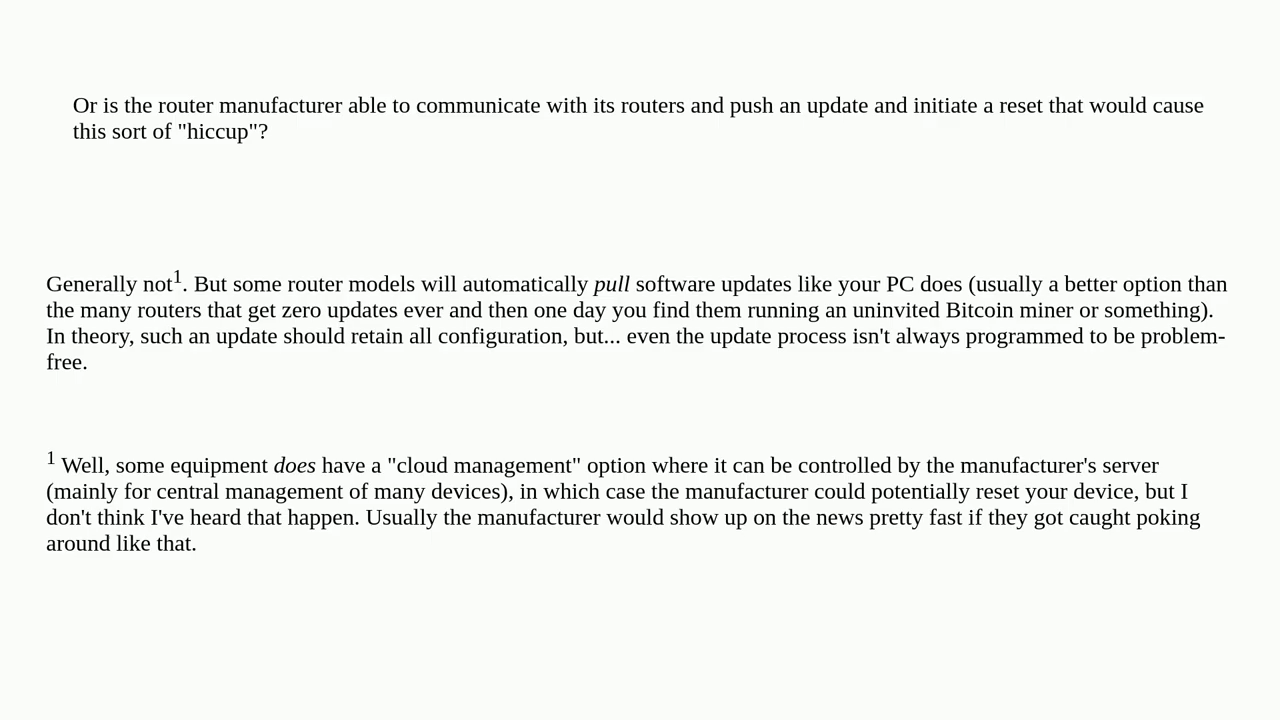 Or is the router manufacturer able to communicate with its routers and push an update and initiate a reset that would cause
this sort of "hiccup"?
Generally not1. But some router models will automatically pull software updates like your PC does (usually a better option than
the many routers that get zero updates ever and then one day you find them running an uninvited Bitcoin miner or something).
In theory, such an update should retain all configuration, but... even the update process isn't always programmed to be problem-
free.
1 Well, some equipment does have a "cloud management" option where it can be controlled by the manufacturer's server
(mainly for central management of many devices), in which case the manufacturer could potentially reset your device, but I
don't think I've heard that happen. Usually the manufacturer would show up on the news pretty fast if they got caught poking
around like that.